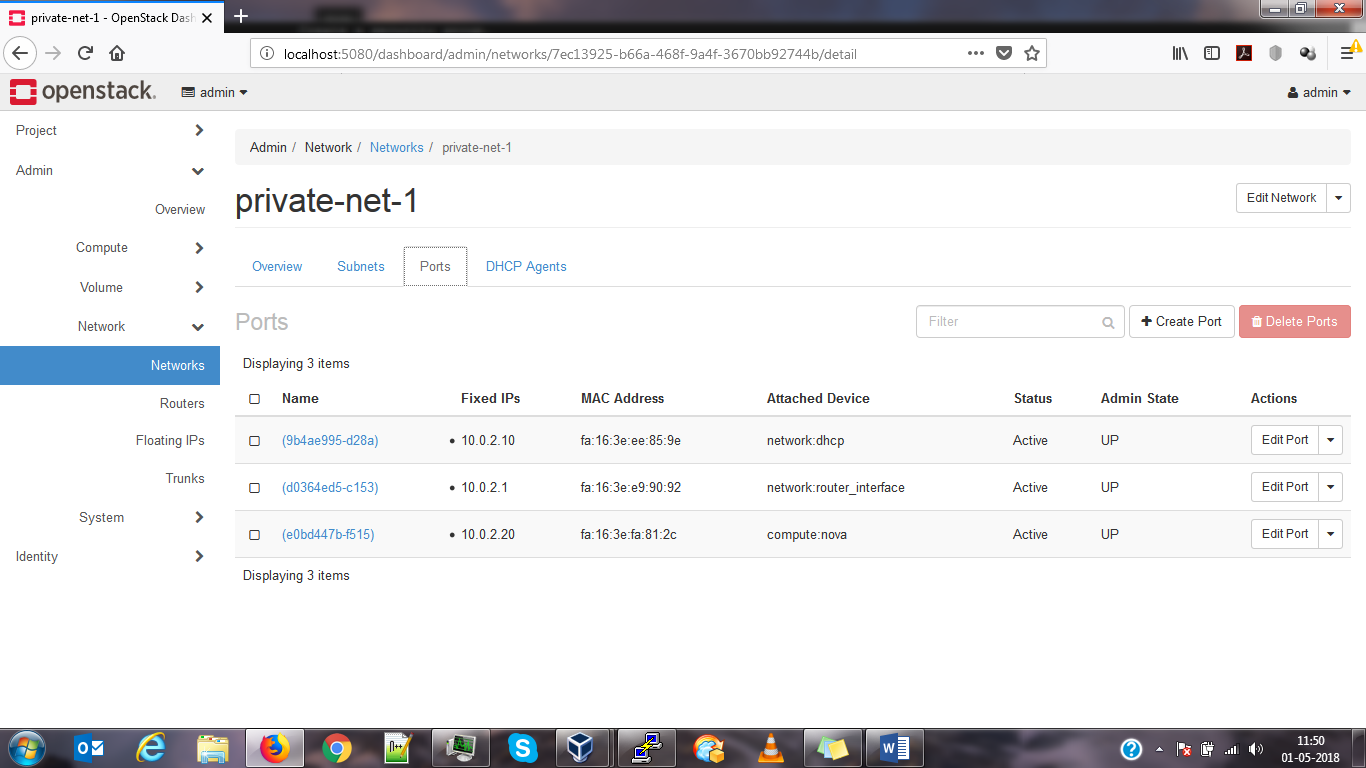 private-net-1 - OpenStack Dash
localhost:5080/dashboard/admin/networks/7ec13925-b66a-468f-9a4f-3670bb92744b/detail
openstack. admin admin
Project
Admin
Overview
Compute
Volume
Network
Networks
Routers
Floating IPs
Trunks
System
Identity
Admin / Network / Networks / private-net-1
private-net-1 Edit Network
Overview Subnets Ports DHCP Agents
Ports Filter Create Port Delete Ports
Displaying 3 items
Name Fixed IPs MAC Address Attached Device Status Admin State Actions
(9b4ae995-d28a) • 10.0.2.10 fa:16:3e:ee:85:9e network:dhcp Active UP Edit Port
(d0364ed5-c153) • 10.0.2.1 fa:16:3e:e9:90:92 network:router_interface Active UP Edit Port
(e0bd447b-f515) • 10.0.2.20 fa:16:3e:fa:81:2c compute:nova Active UP Edit Port
Displaying 3 items
11:50
01-05-2018